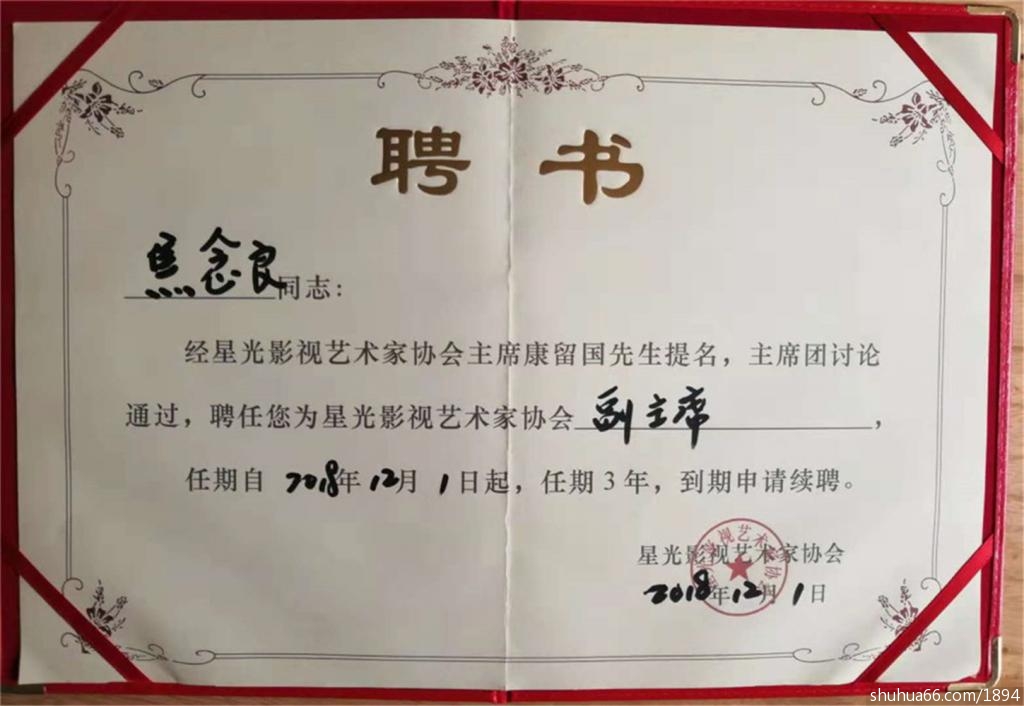 聘书
焦念良同志：
经星光影视艺术家协会主席康留国先生提名，主席团讨论
通过，聘任您为星光影视艺术家协会副主席，
任期自 2018年12月1日起，任期3年，到期申请续聘。
星光影视艺术家协会
2018年12月1日
shuhua66.com/1894